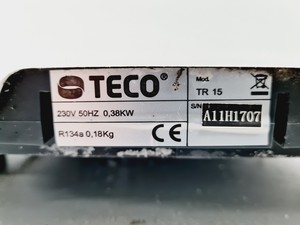 TECO®
Mod.
TR 15
230V 50HZ 0,38KW
S/N
A11H1707
R134a 0,18Kg
CE